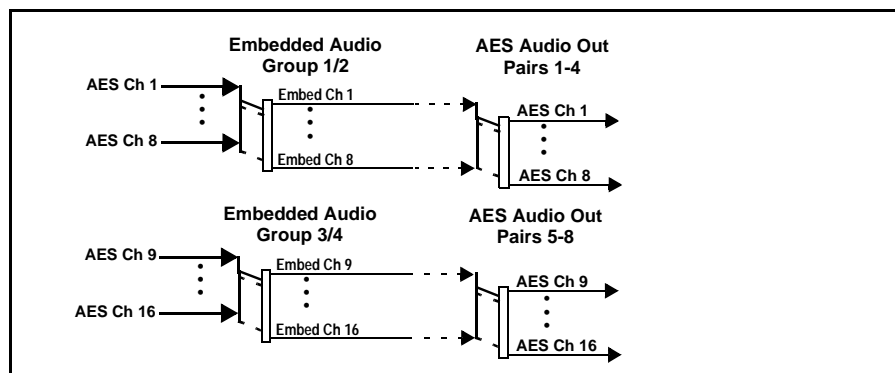 Embedded Audio
Group 1/2
AES Audio Out
Pairs 1-4
AES Ch 1
Embed Ch 1
AES Ch 1
AES Ch 8
Embed Ch 8
AES Ch 8
Embedded Audio
Group 3/4
AES Audio Out
Pairs 5-8
AES Ch 9
Embed Ch 9
AES Ch 9
AES Ch 16
Embed Ch 16
AES Ch 16